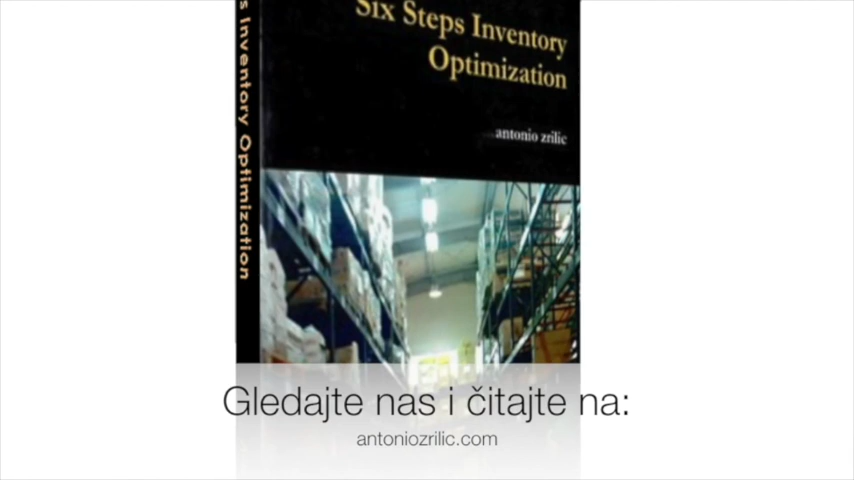 Six Steps Inventory
Optimization
antonio zrilic
s Inventory Optimization
Gledajte nas i čitajte na:
antoniozrilic.com